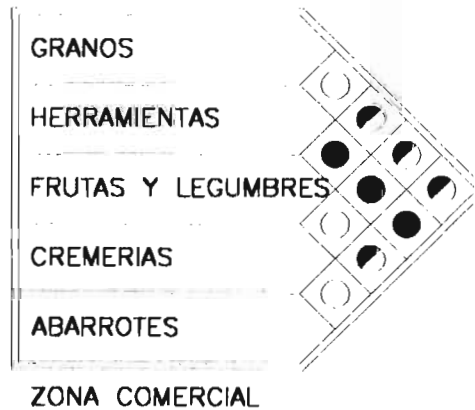 GRANOS
HERRAMIENTAS
FRUTAS Y LEGUMBRES
CREMERIAS
ABARROTES
ZONA COMERCIAL